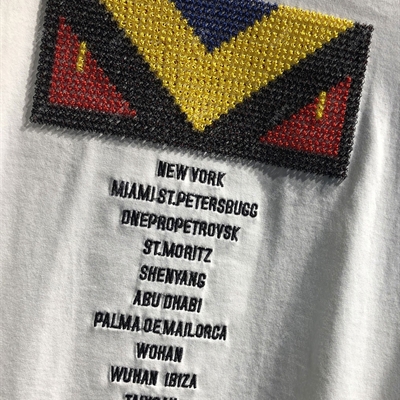 NEW YORK
MIAMI ST.PETERSBUGG
DNEPROPETROVSK
ST.MORITZ
SHENYANG
ABU DHABI
PALMA.DE.MAILORCA
WOHAN
WUHAN IBIZA